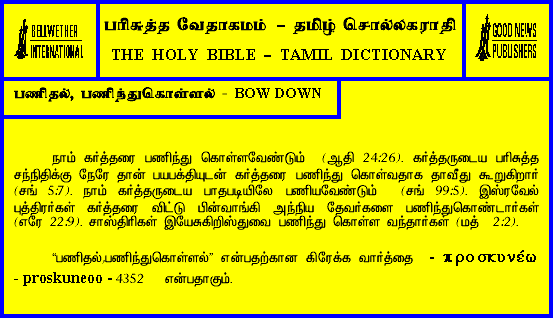 BELLWETHER
INTERNATIONAL
பரிசுத்த வேதாகமம் – தமிழ் சொல்லகராதி
THE HOLY BIBLE – TAMIL DICTIONARY
GOOD NEWS
PUBLISHERS
பணிதல், பணிந்துகொள்ளல் - BOW DOWN
நாம் கர்த்தரை பணிந்து கொள்ளவேண்டும் (ஆதி 24:26). கர்த்தருடைய பரிசுத்த
சந்நிதிக்கு நேரே தான் பயபக்தியுடன் கர்த்தரை பணிந்து கொள்வதாக தாவீது கூறுகிறார்
(சங் 5:7). நாம் கர்த்தருடைய பாதபடியிலே பணியவேண்டும் (சங் 99:5). இஸ்ரவேல்
புத்திரர்கள் கர்த்தரை விட்டு பின்வாங்கி அந்நிய தேவர்களை பணிந்துகொண்டார்கள்
(எரே 22:9). சாஸ்திரிகள் இயேசுகிறிஸ்துவை பணிந்து கொள்ள வந்தார்கள் (மத் 2:2).
“பணிதல்,பணிந்துகொள்ளல்” என்பதற்கான கிரேக்க வார்த்தை - προσκυνέω
- proskuneoo - 4352 என்பதாகும்.